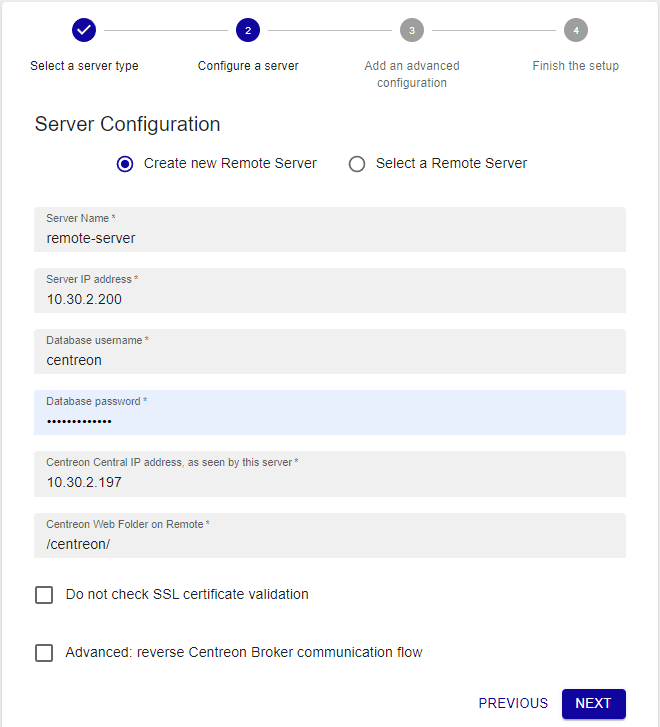 2
3
4
Select a server type
Configure a server
Add an advanced
configuration
Finish the setup
Server Configuration
Create new Remote Server
Select a Remote Server
Server Name *
remote-server
Server IP address *
10.30.2.200
Database username *
centreon
Database password *
•••••••••••••
Centreon Central IP address, as seen by this server *
10.30.2.197
Centreon Web Folder on Remote *
/centreon/
Do not check SSL certificate validation
Advanced: reverse Centreon Broker communication flow
PREVIOUS
NEXT